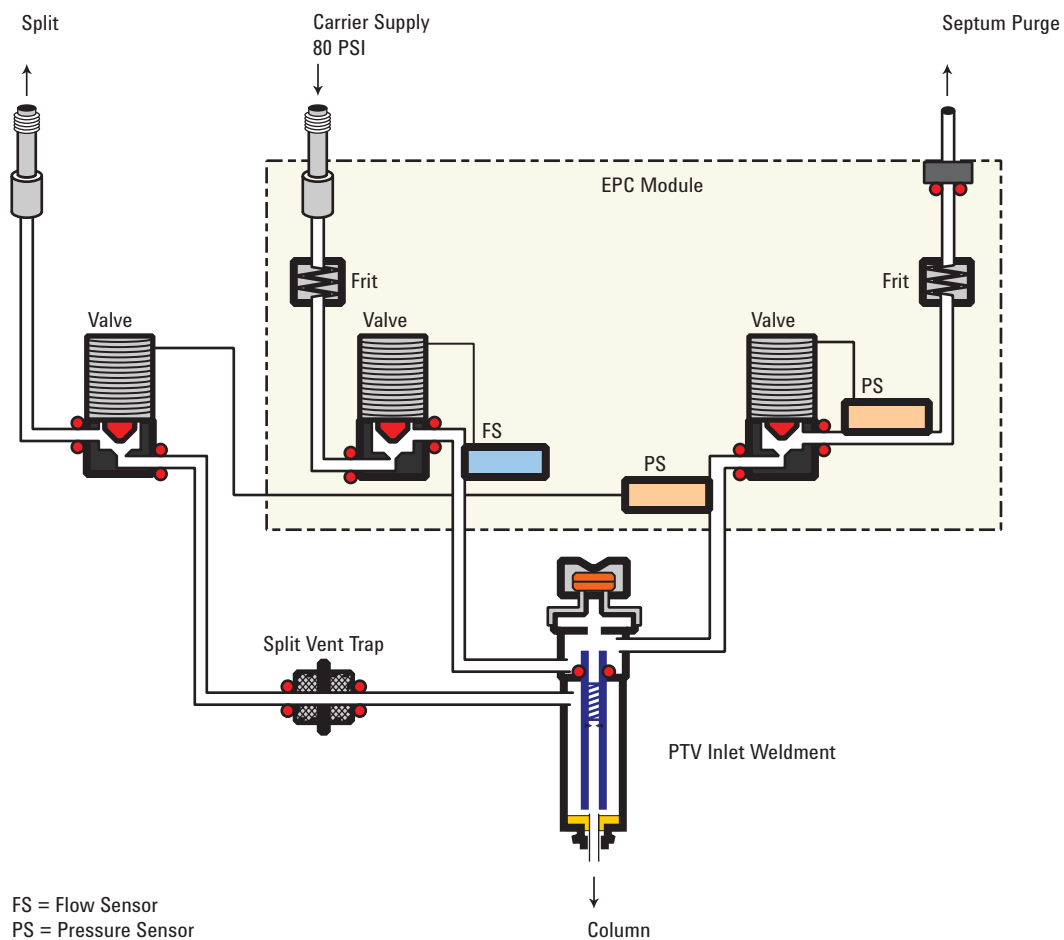 Split
Carrier Supply
80 PSI
Septum Purge
EPC Module
Frit
Frit
Valve
Valve
Valve
PS
FS
PS
Split Vent Trap
PTV Inlet Weldment
FS = Flow Sensor
PS = Pressure Sensor
Column